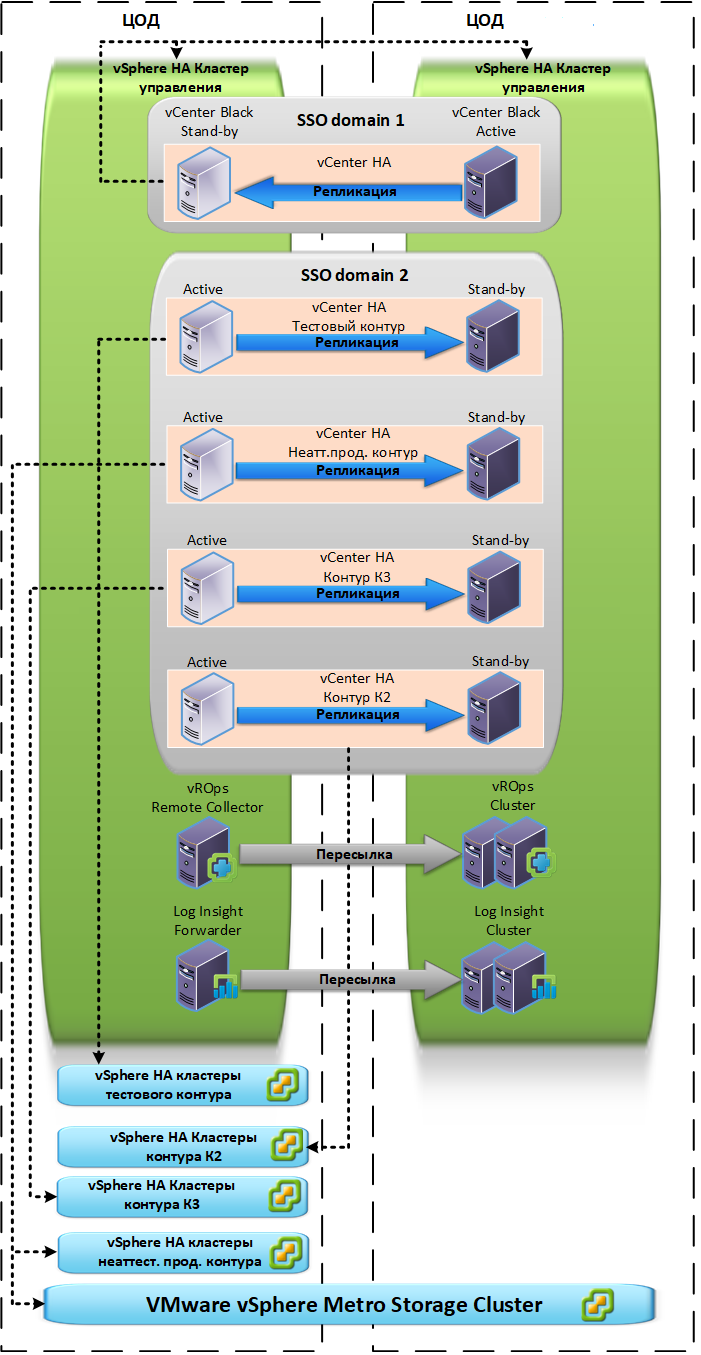 ЦОД
ЦОД
vSphere HA Кластер
управления
vSphere HA Кластер
управления
vCenter Black
Stand-by
SSO domain 1
vCenter Black
Active
vCenter HA
Репликация
SSO domain 2
Active
Stand-by
vCenter HA
Тестовый контур
Репликация
Active
Stand-by
vCenter HA
Неатт.прод. контур
Репликация
Active
Stand-by
vCenter HA
Контур К3
Репликация
Active
Stand-by
vCenter HA
Контур К2
Репликация
vROps
Remote Collector
vROps
Cluster
Пересылка
Log Insight
Forwarder
Log Insight
Cluster
Пересылка
vSphere HA кластеры
тестового контура
vSphere HA Кластеры
контура К2
vSphere HA Кластеры
контура К3
vSphere HA кластеры
неаттест. прод. контура
VMware vSphere Metro Storage Cluster